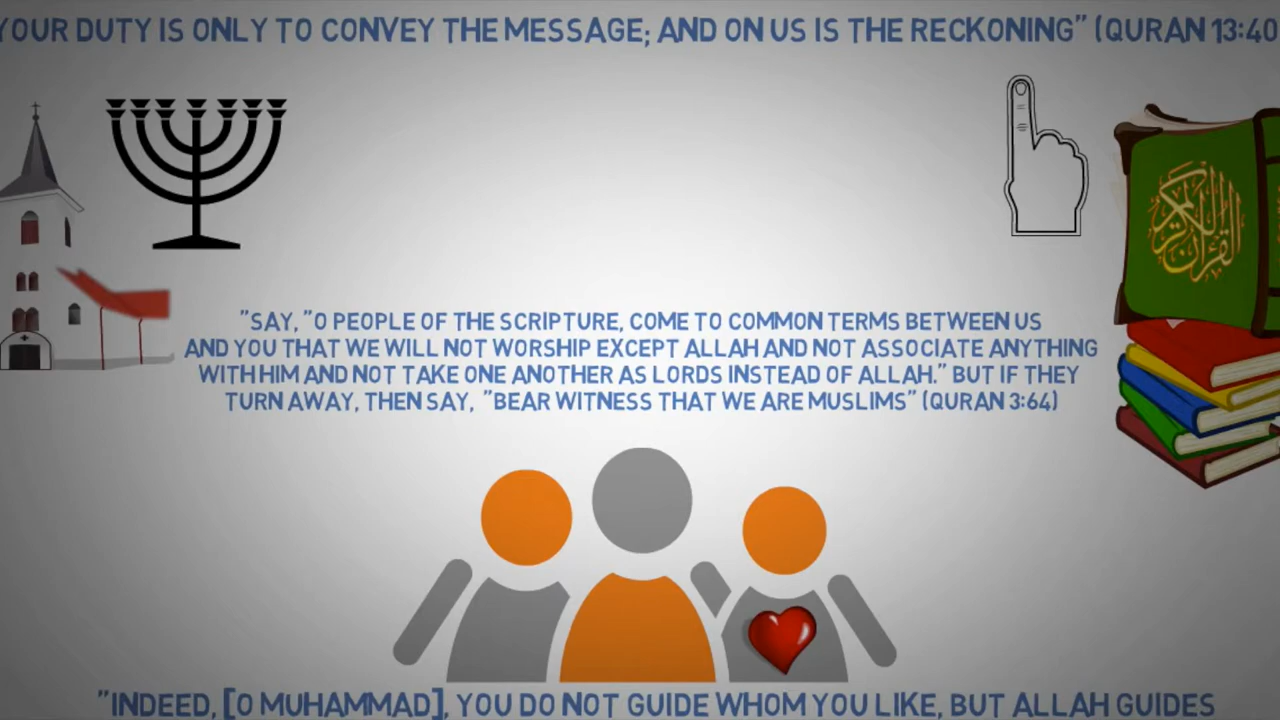 YOUR DUTY IS ONLY TO CONVEY THE MESSAGE; AND ON US IS THE RECKONING" (QURAN 13:40
القرآن الكريم
"SAY, "O PEOPLE OF THE SCRIPTURE, COME TO COMMON TERMS BETWEEN US
AND YOU THAT WE WILL NOT WORSHIP EXCEPT ALLAH AND NOT ASSOCIATE ANYTHING
WITH HIM AND NOT TAKE ONE ANOTHER AS LORDS INSTEAD OF ALLAH." BUT IF THEY
TURN AWAY, THEN SAY, "BEAR WITNESS THAT WE ARE MUSLIMS" (QURAN 3:64)
"INDEED, [O MUHAMMAD], YOU DO NOT GUIDE WHOM YOU LIKE, BUT ALLAH GUIDES